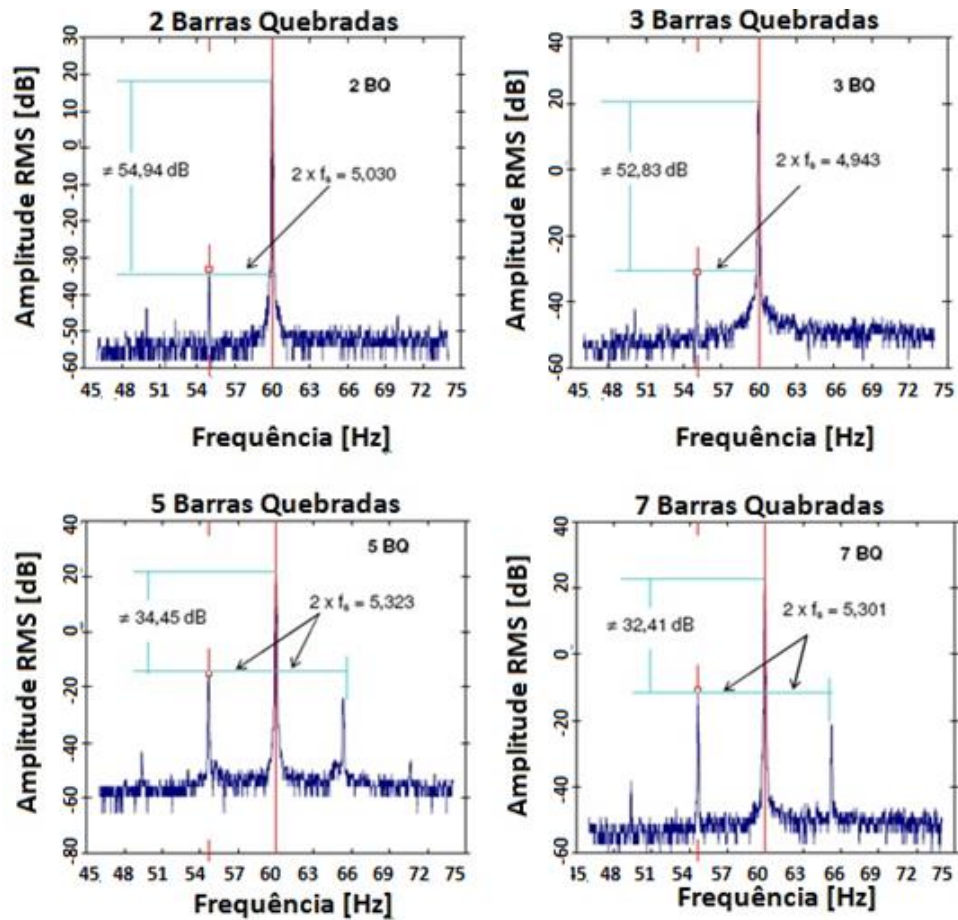 2 Barras Quebradas
Amplitude RMS [dB]
30
20
10
0
-10
-20
-30
-40
-50
-60
2 BQ
≠ 54,94 dB
2 x fₛ = 5,030
45 48 51 54 57 60 63 66 69 72 75
Frequência [Hz]
3 Barras Quebradas
Amplitude RMS [dB]
40
20
0
-20
-40
-60
3 BQ
≠ 52,83 dB
2 x fₛ = 4,943
45 48 51 54 57 60 63 66 69 72 75
Frequência [Hz]
5 Barras Quebradas
Amplitude RMS [dB]
40
20
0
-20
-40
-60
-80
5 BQ
≠ 34,45 dB
2 x fₛ = 5,323
45 48 51 54 57 60 63 66 69 72 75
Frequência [Hz]
7 Barras Quabradas
Amplitude RMS [dB]
40
20
0
-20
-40
-60
7 BQ
≠ 32,41 dB
2 x fₛ = 5,301
15 48 51 54 57 60 63 66 69 72 75
Frequência [Hz]